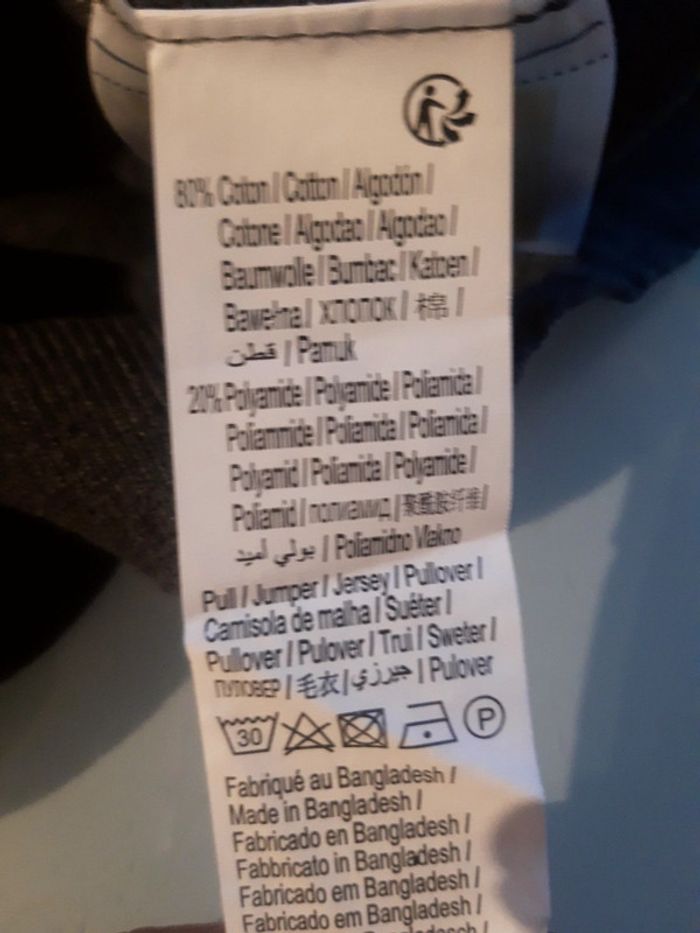 80% Coton / Cotton / Algodón /
Cotone / Algodao / Algodao /
Baumwolle / Bumbac / Katoen /
Bawełna / ХЛОПОК / 棉 /
قطن / Pamuk
20% Polyamide / Polyamide / Poliamida /
Poliammide / Poliamida / Poliamida /
Polyamid / Poliamida / Polyamide /
Poliamid / полиамид / 聚酰胺纤维 /
بولي أميد / Poliamidno Vlakno
Pull / Jumper / Jersey / Pullover /
Camisola de malha / Suéter /
Pullover / Pulover / Trui / Sweter /
ПУЛОВЕР / 毛衣 / جيرزي / Pulover
30 P
Fabriqué au Bangladesh /
Made in Bangladesh /
Fabricado en Bangladesh /
Fabbricato in Bangladesh /
Fabricado em Bangladesh /
Fabricado em Bangladesh /